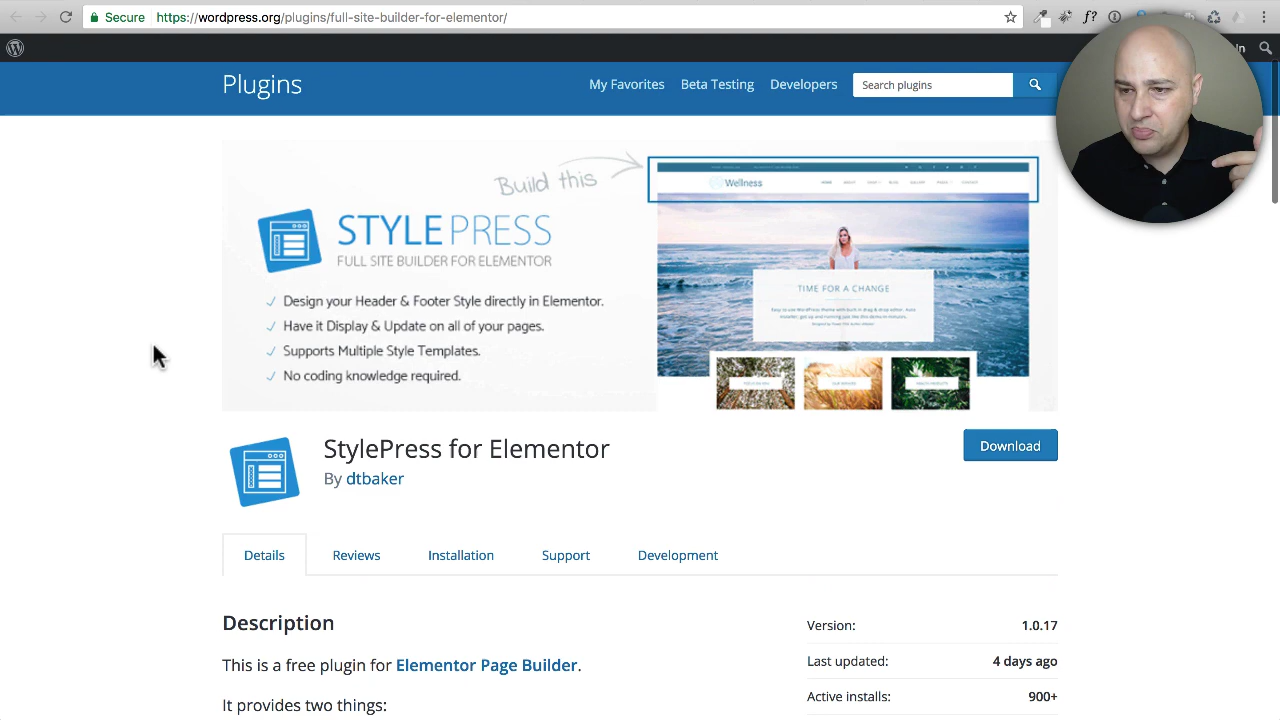 Secure https://wordpress.org/plugins/full-site-builder-for-elementor/
f?
In
Plugins
My Favorites Beta Testing Developers Search plugins
Build this
Wellness
STYLEPRESS
FULL SITE BUILDER FOR ELEMENTOR
Design your Header & Footer Style directly in Elementor.
Have it Display & Update on all of your pages.
Supports Multiple Style Templates.
No coding knowledge required.
TIME FOR A CHANGE
StylePress for Elementor
By dtbaker
Download
Details Reviews Installation Support Development
Description
This is a free plugin for Elementor Page Builder.
It provides two things:
Version: 1.0.17
Last updated: 4 days ago
Active installs: 900+